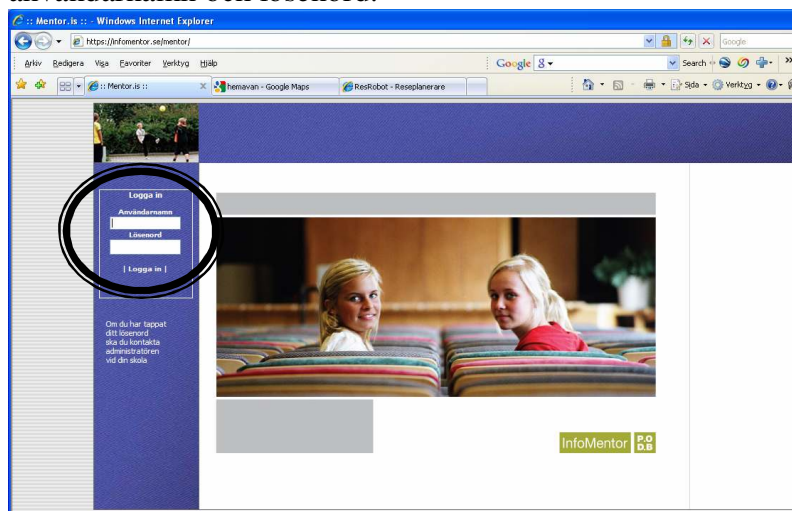 användarnamn och lösenord.
:: Mentor.is :: - Windows Internet Explorer
https://infomentor.se/mentor/
Google
Arkiv Redigera Visa Favoriter Verktyg Hjälp
Google
Search
:: Mentor.is ::
hemavan - Google Maps
ResRobot - Reseplanerare
Sida
Verktyg
Logga in
Användarnamn
Lösenord
| Logga in |
Om du har tappat
ditt lösenord
ska du kontakta
administratören
vid din skola
InfoMentor P.O D.B